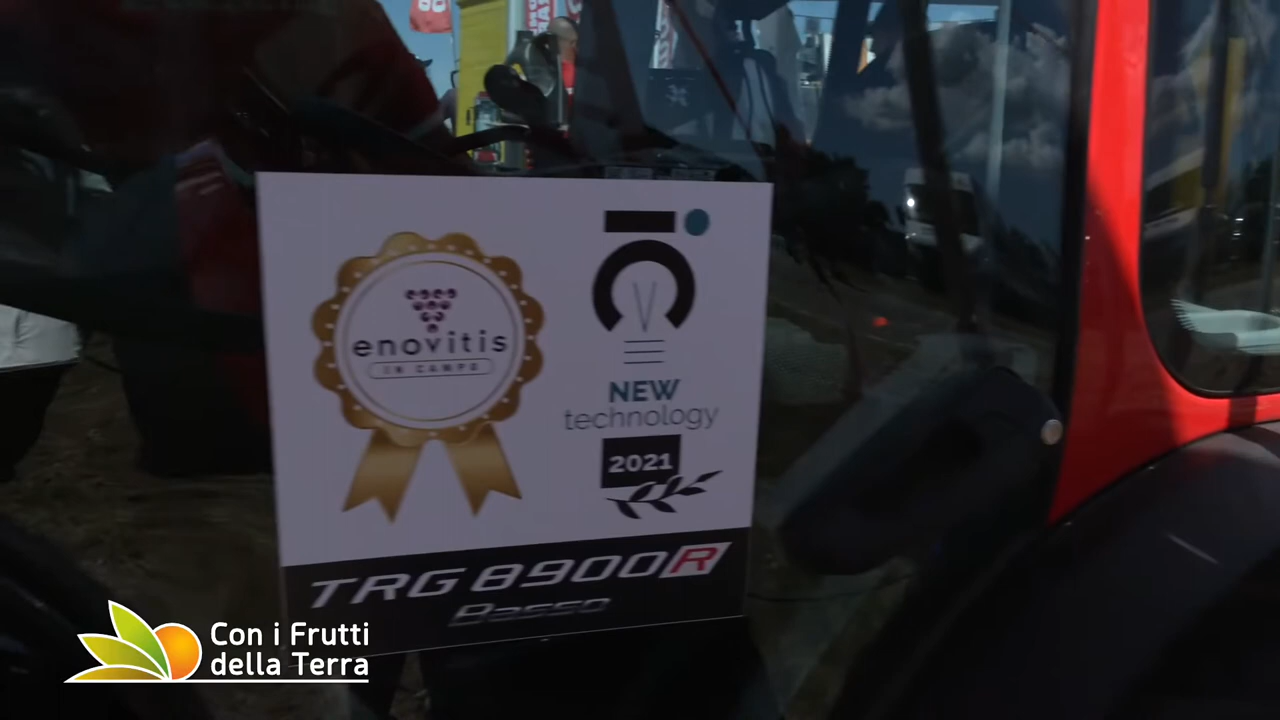 enovitis
IN CAMPO
NEW
technology
2021
TRG 8900R
Basso
Con i Frutti
della Terra